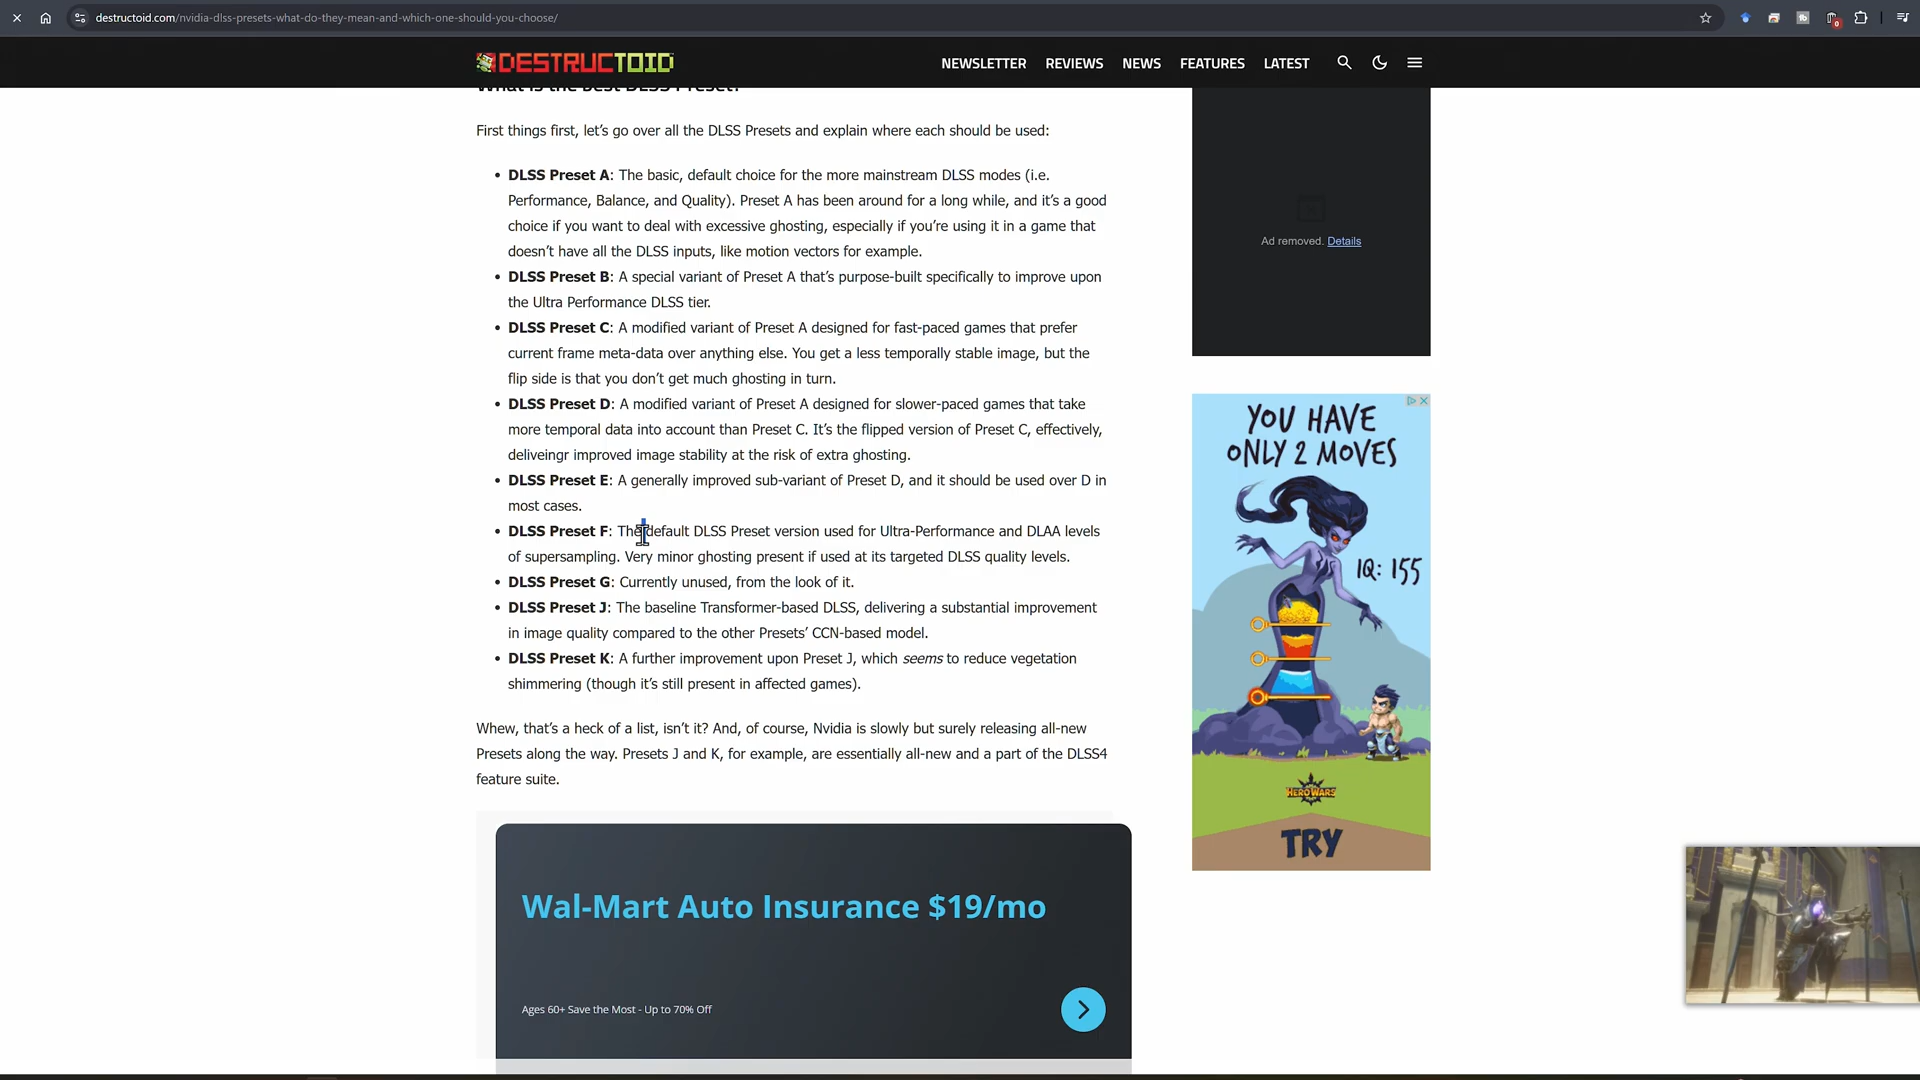 destructoid.com/nvidia-dlss-presets-what-do-they-mean-and-which-one-should-you-choose/
0
DESTRUCTOID
NEWSLETTER REVIEWS NEWS FEATURES LATEST
What is the best DLSS Preset?
First things first, let’s go over all the DLSS Presets and explain where each should be used:
• DLSS Preset A: The basic, default choice for the more mainstream DLSS modes (i.e.
Performance, Balance, and Quality). Preset A has been around for a long while, and it’s a good
choice if you want to deal with excessive ghosting, especially if you’re using it in a game that
doesn’t have all the DLSS inputs, like motion vectors for example.
• DLSS Preset B: A special variant of Preset A that’s purpose-built specifically to improve upon
the Ultra Performance DLSS tier.
• DLSS Preset C: A modified variant of Preset A designed for fast-paced games that prefer
current frame meta-data over anything else. You get a less temporally stable image, but the
flip side is that you don’t get much ghosting in turn.
• DLSS Preset D: A modified variant of Preset A designed for slower-paced games that take
more temporal data into account than Preset C. It’s the flipped version of Preset C, effectively,
deliveingr improved image stability at the risk of extra ghosting.
• DLSS Preset E: A generally improved sub-variant of Preset D, and it should be used over D in
most cases.
• DLSS Preset F: The default DLSS Preset version used for Ultra-Performance and DLAA levels
of supersampling. Very minor ghosting present if used at its targeted DLSS quality levels.
• DLSS Preset G: Currently unused, from the look of it.
• DLSS Preset J: The baseline Transformer-based DLSS, delivering a substantial improvement
in image quality compared to the other Presets’ CCN-based model.
• DLSS Preset K: A further improvement upon Preset J, which seems to reduce vegetation
shimmering (though it’s still present in affected games).
Whew, that’s a heck of a list, isn’t it? And, of course, Nvidia is slowly but surely releasing all-new
Presets along the way. Presets J and K, for example, are essentially all-new and a part of the DLSS4
feature suite.
Wal-Mart Auto Insurance $19/mo
Ages 60+ Save the Most - Up to 70% Off
Ad removed. Details
YOU HAVE
ONLY 2 MOVES
IQ: 155
HEROWARS
TRY